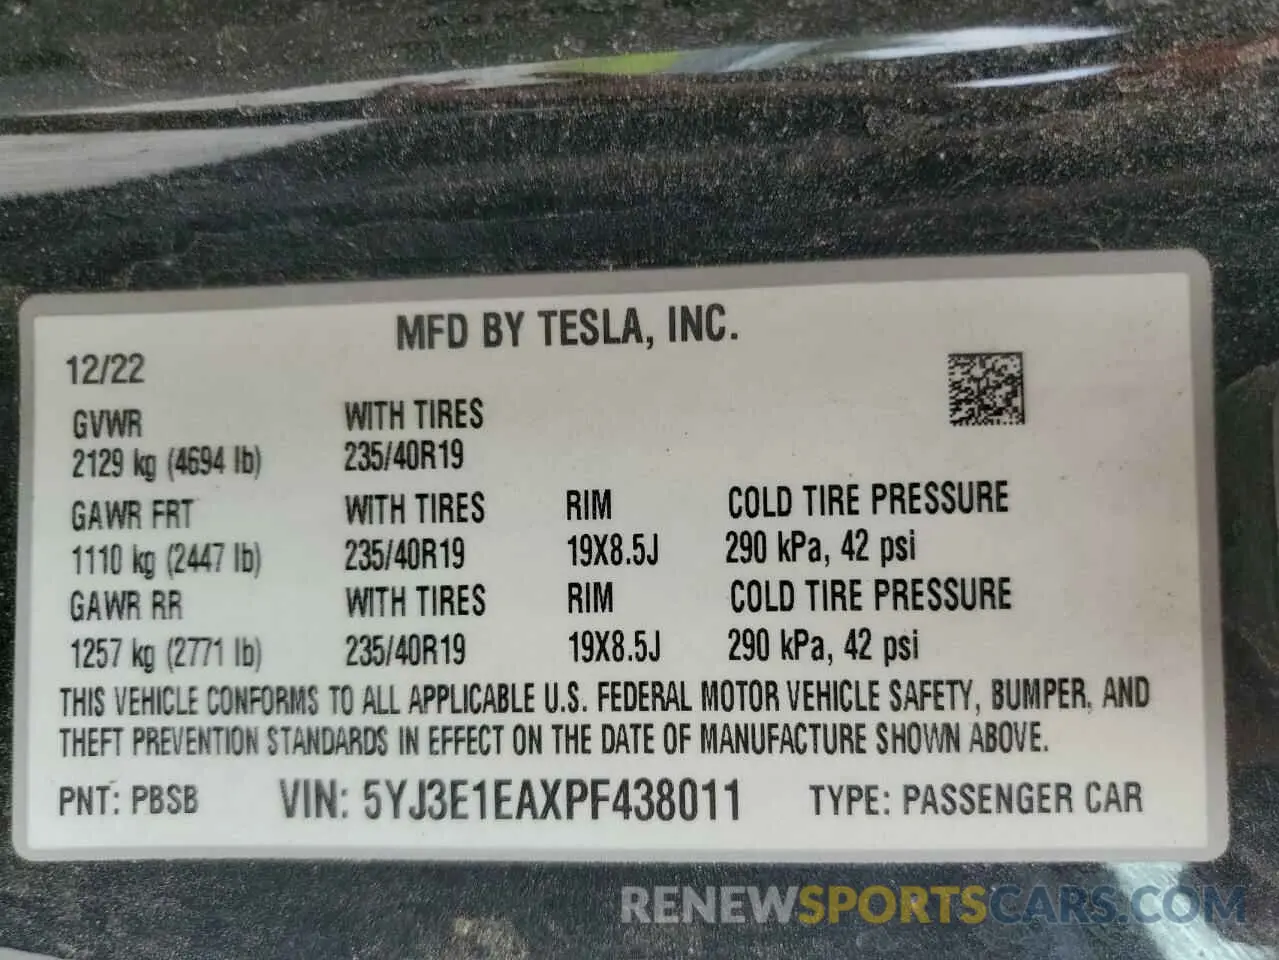 MFD BY TESLA, INC.
12/22
GVWR WITH TIRES
2129 kg (4694 lb) 235/40R19
GAWR FRT WITH TIRES RIM COLD TIRE PRESSURE
1110 kg (2447 lb) 235/40R19 19X8.5J 290 kPa, 42 psi
GAWR RR WITH TIRES RIM COLD TIRE PRESSURE
1257 kg (2771 lb) 235/40R19 19X8.5J 290 kPa, 42 psi
THIS VEHICLE CONFORMS TO ALL APPLICABLE U.S. FEDERAL MOTOR VEHICLE SAFETY, BUMPER, AND
THEFT PREVENTION STANDARDS IN EFFECT ON THE DATE OF MANUFACTURE SHOWN ABOVE.
PNT: PBSB VIN: 5YJ3E1EAXPF438011 TYPE: PASSENGER CAR
RENEWSPORTSCARS.COM